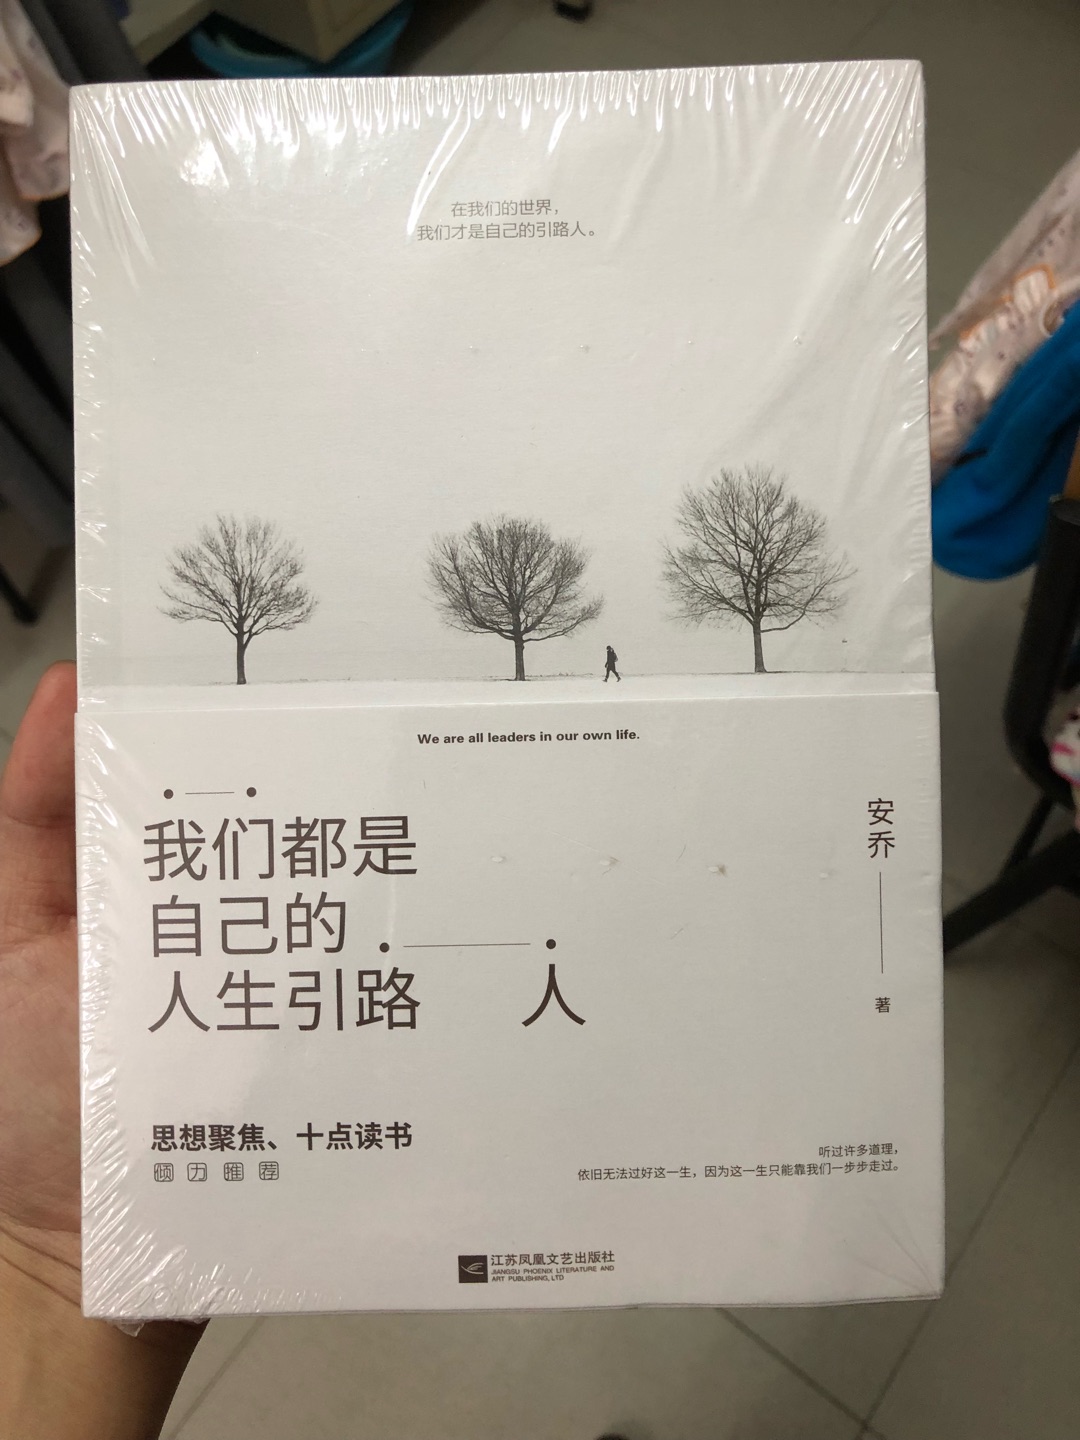 在我们的世界，
我们才是自己的引路人。
We are all leaders in our own life.
我们都是
自己的
人生引路 人
安乔
著
思想聚焦、十点读书
倾力推荐
听过许多道理，
依旧无法过好这一生，因为这一生只能靠我们一步步走过。
江苏凤凰文艺出版社
JIANGSU PHOENIX LITERATURE AND
ART PUBLISHING, LTD